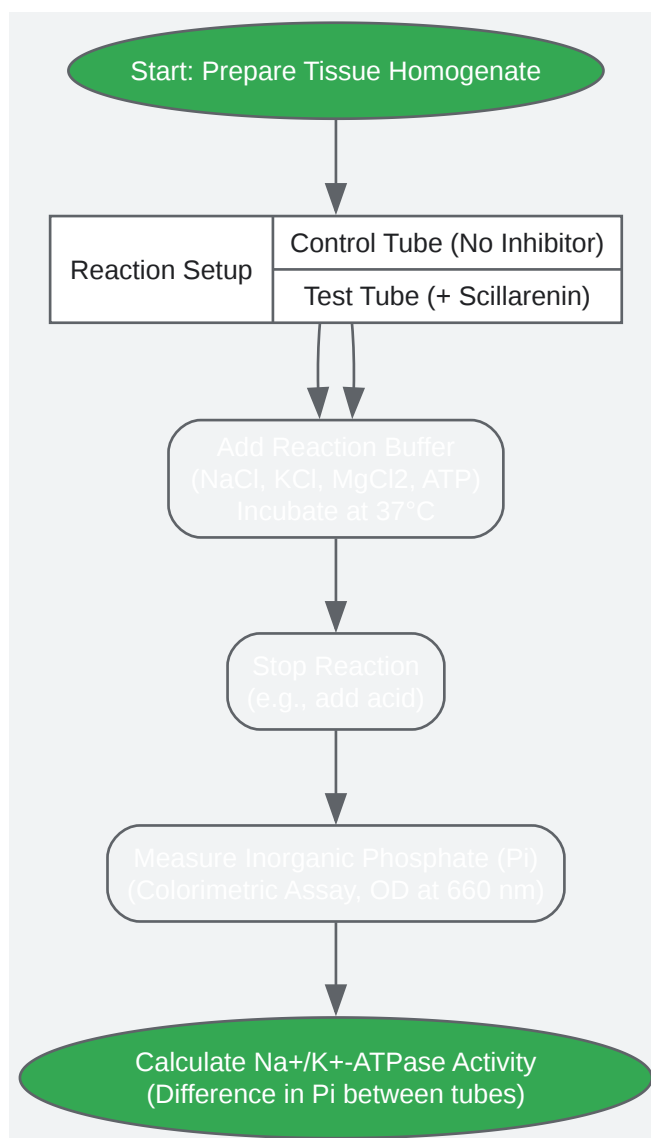 Start: Prepare Tissue Homogenate
Reaction Setup
Control Tube (No Inhibitor)
Test Tube (+ Scillarenin)
Add Reaction Buffer
(NaCl, KCl, MgCl2, ATP)
Incubate at 37°C
Stop Reaction
(e.g., add acid)
Measure Inorganic Phosphate (Pi)
(Colorimetric Assay, OD at 660 nm)
Calculate Na+/K+-ATPase Activity
(Difference in Pi between tubes)